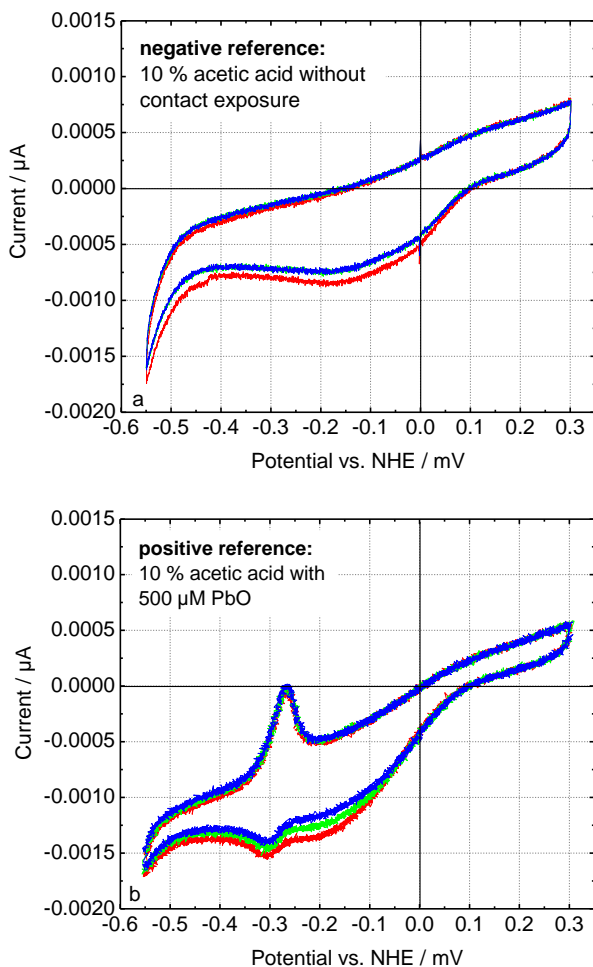 0.0015
negative reference:
10 % acetic acid without
contact exposure
0.0010
0.0005
0.0000
-0.0005
-0.0010
-0.0015
-0.0020
Current / µA
a
-0.6 -0.5 -0.4 -0.3 -0.2 -0.1 0.0 0.1 0.2 0.3
Potential vs. NHE / mV
0.0015
positive reference:
10 % acetic acid with
500 µM PbO
0.0010
0.0005
0.0000
-0.0005
-0.0010
-0.0015
-0.0020
Current / µA
b
-0.6 -0.5 -0.4 -0.3 -0.2 -0.1 0.0 0.1 0.2 0.3
Potential vs. NHE / mV